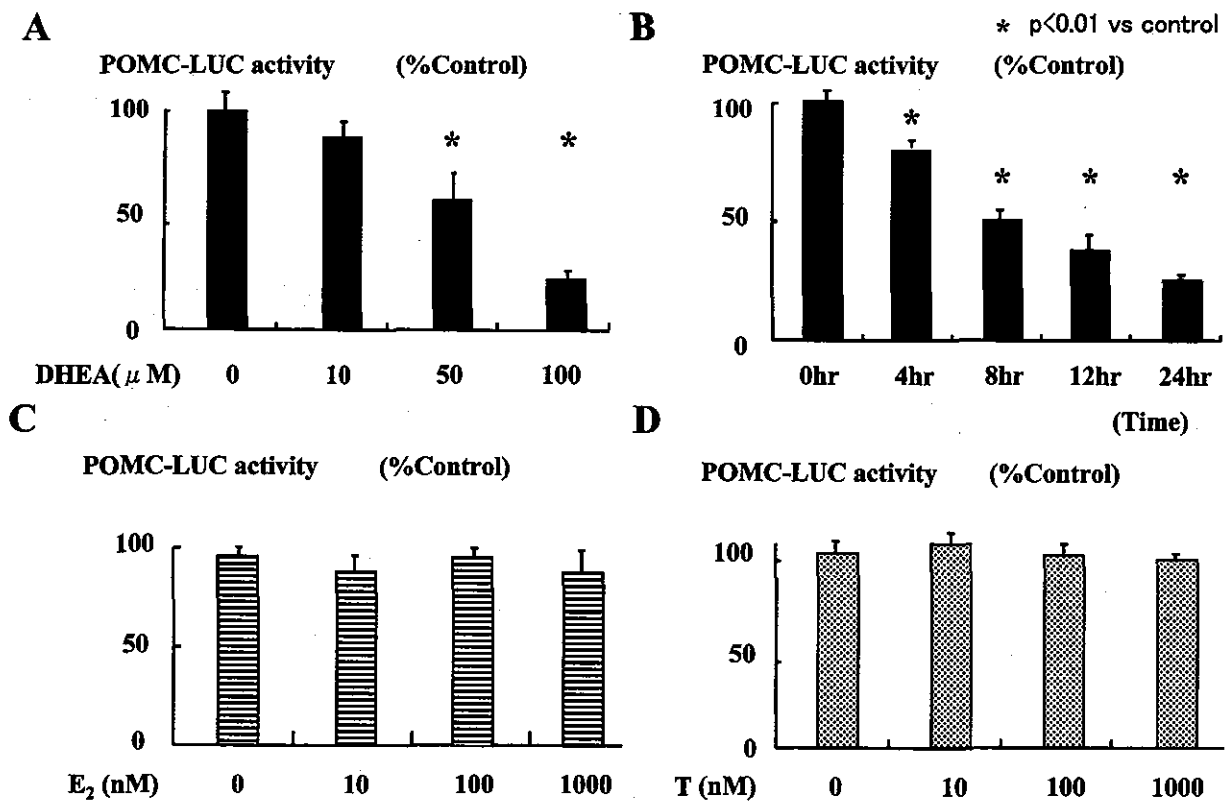 A
POMC-LUC activity (%Control)
100
50
0
DHEA( μ M) 0 10 50 100
* *
B
* p<0.01 vs control
POMC-LUC activity (%Control)
100
50
0
* * * *
0hr 4hr 8hr 12hr 24hr
(Time)
C
POMC-LUC activity (%Control)
100
50
0
E₂ (nM) 0 10 100 1000
D
POMC-LUC activity (%Control)
100
50
0
T (nM) 0 10 100 1000